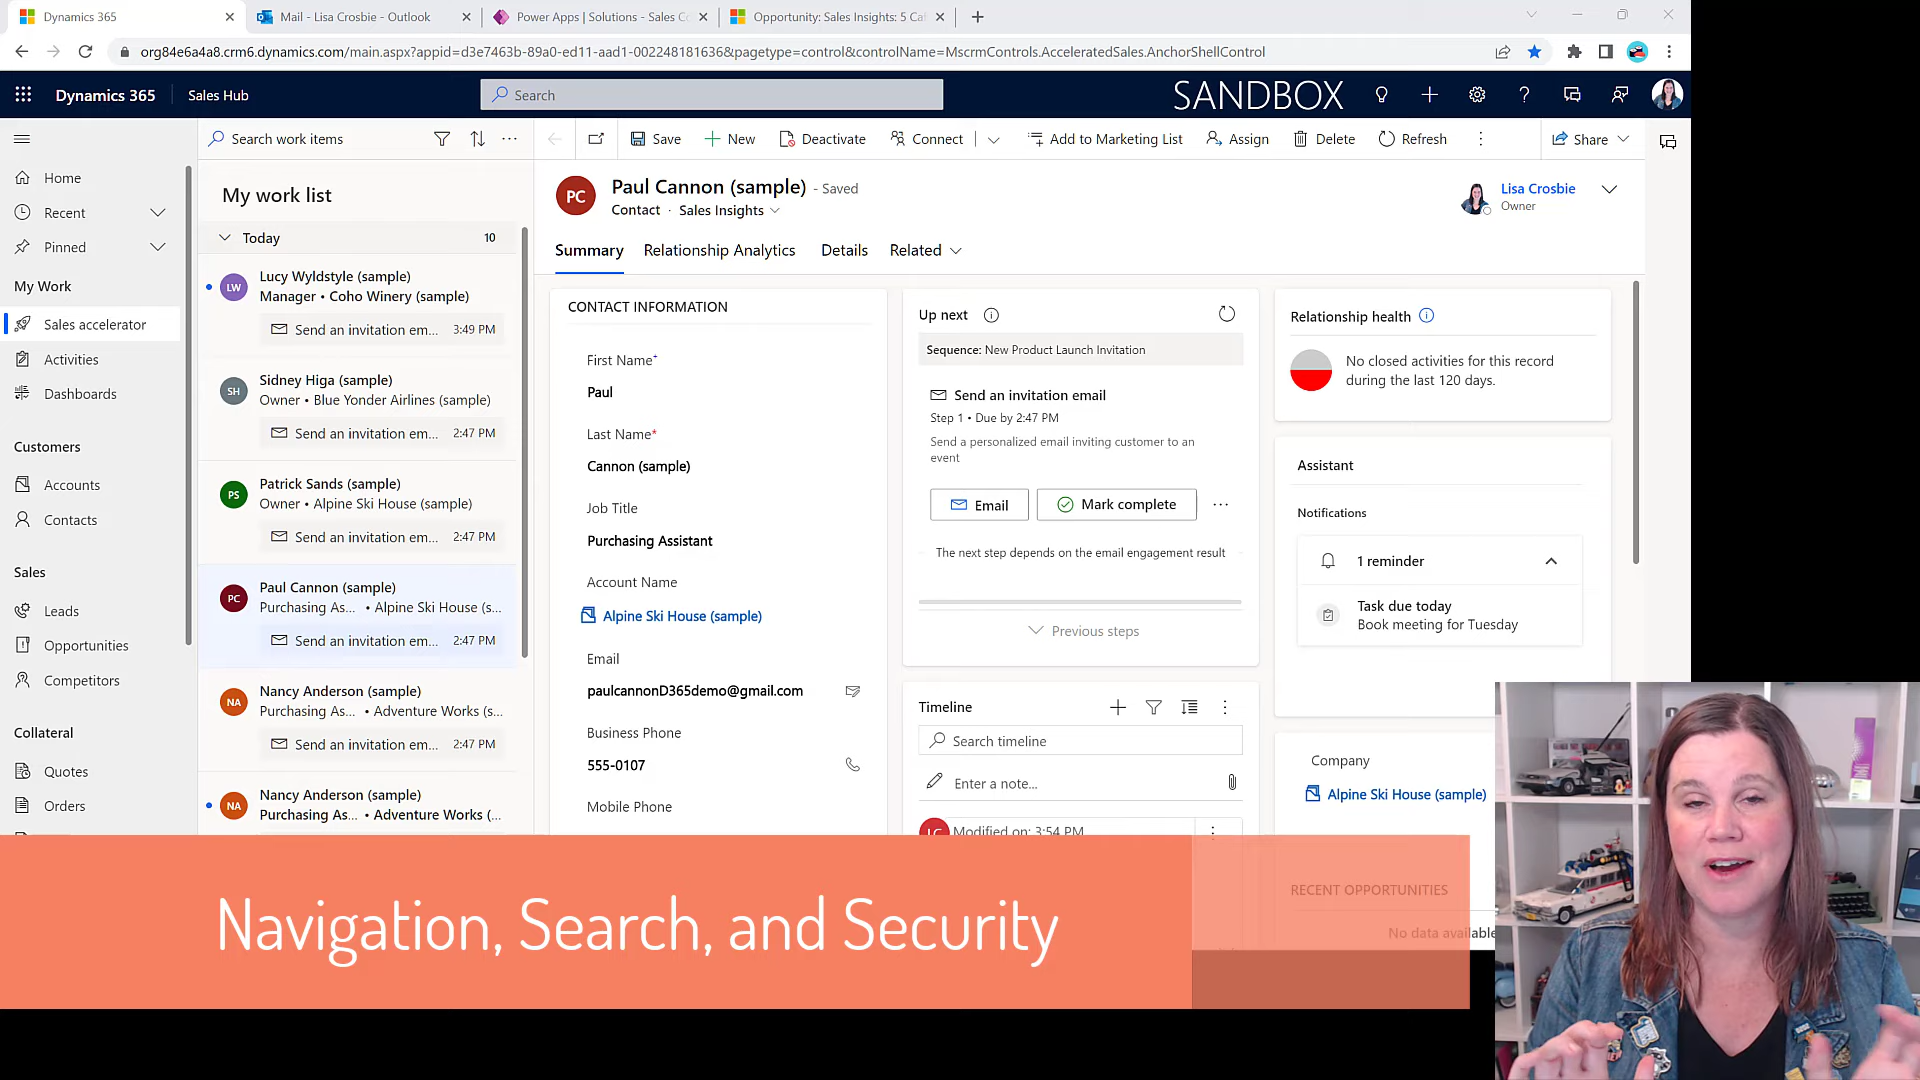 Dynamics 365
Mail - Lisa Crosbie - Outlook
Power Apps | Solutions - Sales Co
Opportunity: Sales Insights: 5 Cat
org84e6a4a8.crm6.dynamics.com/main.aspx?appid=d3e7463b-89a0-ed11-aad1-002248181636&pagetype=control&controlName=MscrmControls.AcceleratedSales.AnchorShellControl
Dynamics 365
Sales Hub
Search
SANDBOX
Search work items
Save
New
Deactivate
Connect
Add to Marketing List
Assign
Delete
Refresh
Share
Home
Recent
Pinned
My Work
Sales accelerator
Activities
Dashboards
Customers
Accounts
Contacts
Sales
Leads
Opportunities
Competitors
Collateral
Quotes
Orders
My work list
Today
10
LW
Lucy Wyldstyle (sample)
Manager • Coho Winery (sample)
Send an invitation em... 3:49 PM
SH
Sidney Higa (sample)
Owner • Blue Yonder Airlines (sample)
Send an invitation em... 2:47 PM
PS
Patrick Sands (sample)
Owner • Alpine Ski House (sample)
Send an invitation em... 2:47 PM
PC
Paul Cannon (sample)
Purchasing As... • Alpine Ski House (s...
Send an invitation em... 2:47 PM
NA
Nancy Anderson (sample)
Purchasing As... • Adventure Works (s...
Send an invitation em... 2:47 PM
NA
Nancy Anderson (sample)
Purchasing As... • Adventure Works (...
PC
Paul Cannon (sample) - Saved
Contact · Sales Insights
Lisa Crosbie
Owner
Summary
Relationship Analytics
Details
Related
CONTACT INFORMATION
First Name+
Paul
Last Name*
Cannon (sample)
Job Title
Purchasing Assistant
Account Name
Alpine Ski House (sample)
Email
paulcannonD365demo@gmail.com
Business Phone
555-0107
Mobile Phone
Up next
Sequence: New Product Launch Invitation
Send an invitation email
Step 1 • Due by 2:47 PM
Send a personalized email inviting customer to an
event
Email
Mark complete
The next step depends on the email engagement result
Previous steps
Timeline
Search timeline
Enter a note...
LC
Modified on: 3:54 PM
Relationship health
No closed activities for this record
during the last 120 days.
Assistant
Notifications
1 reminder
Task due today
Book meeting for Tuesday
Company
Alpine Ski House (sample)
RECENT OPPORTUNITIES
No data available
Navigation, Search, and Security